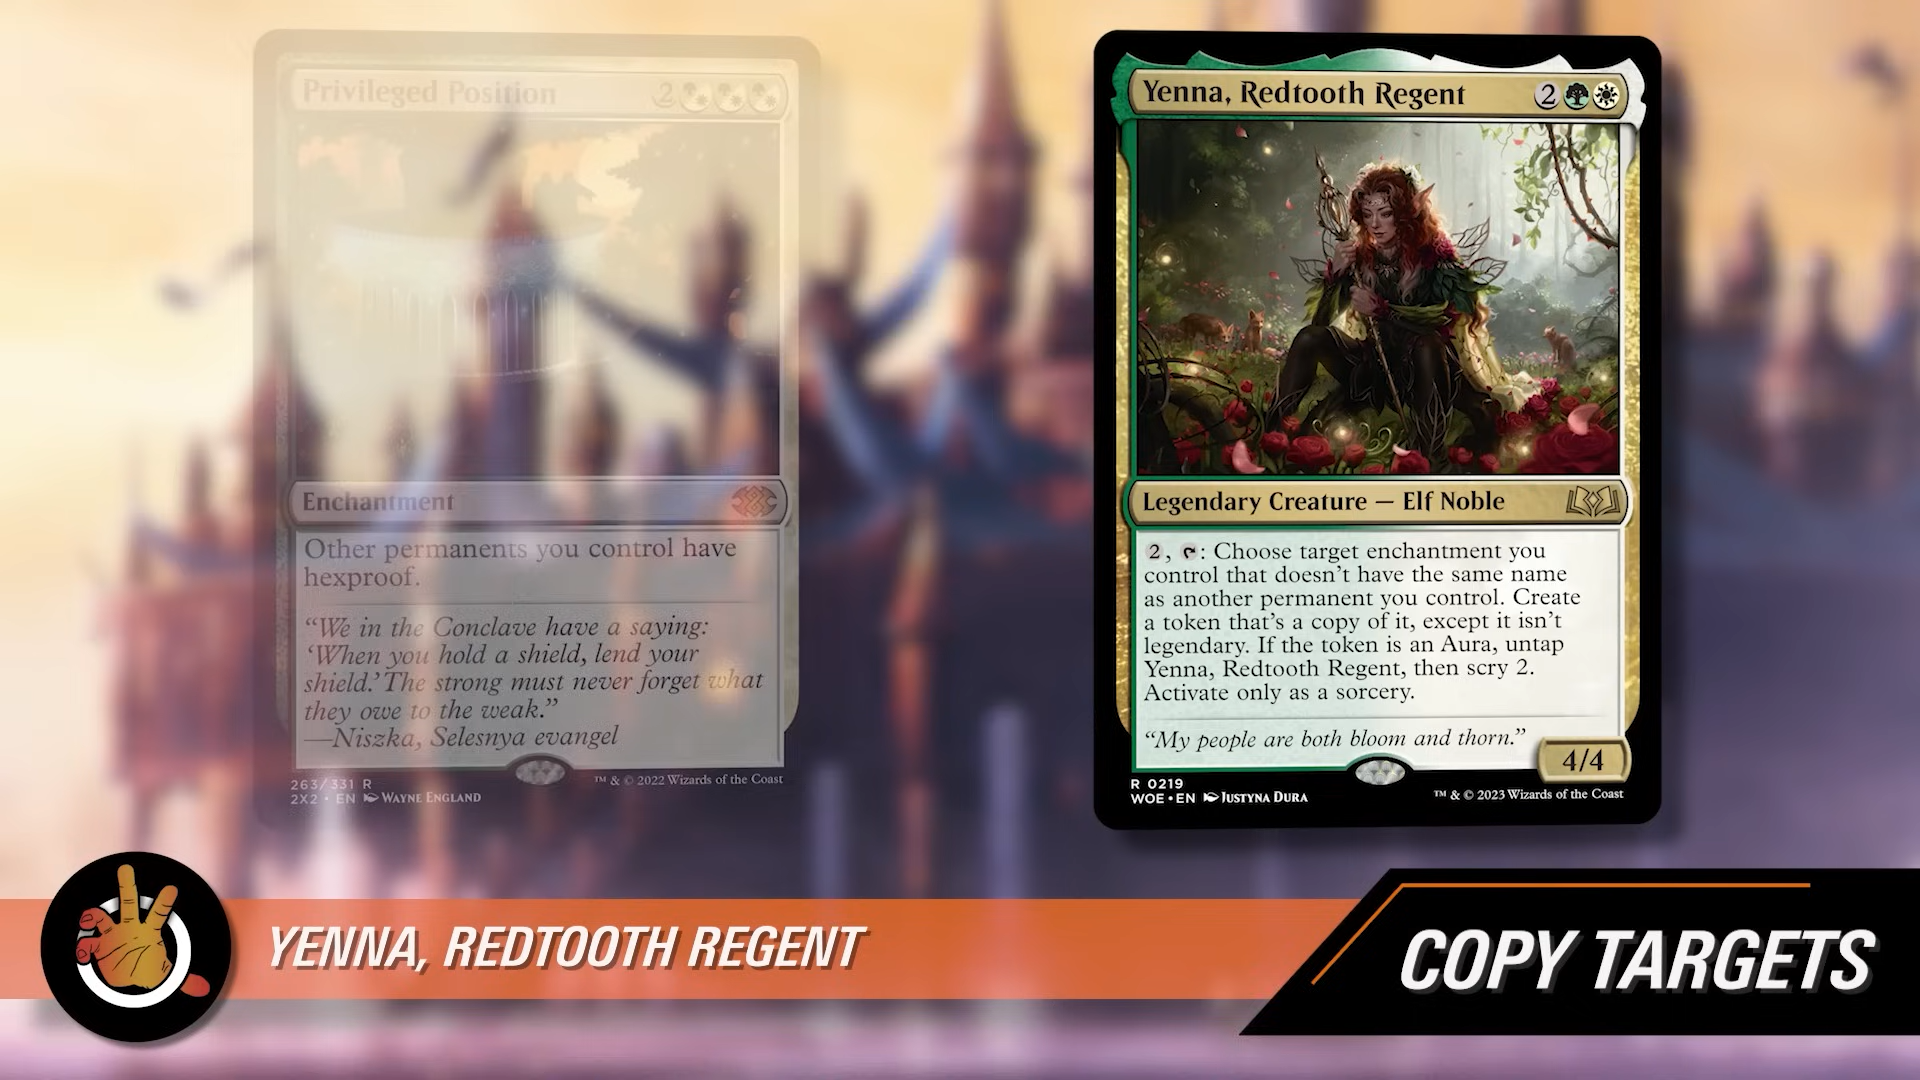 Privileged Position 2
Enchantment
Other permanents you control have
hexproof.
“We in the Conclave have a saying:
‘When you hold a shield, lend your
shield.’ The strong must never forget what
they owe to the weak.”
—Niszka, Selesnya evangel
263/331 R
2X2 • EN WAYNE ENGLAND
™ & © 2022 Wizards of the Coast
Yenna, Redtooth Regent 2
Legendary Creature — Elf Noble
2, : Choose target enchantment you
control that doesn’t have the same name
as another permanent you control. Create
a token that’s a copy of it, except it isn’t
legendary. If the token is an Aura, untap
Yenna, Redtooth Regent, then scry 2.
Activate only as a sorcery.
“My people are both bloom and thorn.”
4/4
R 0219
WOE • EN JUSTYNA DURA
™ & © 2023 Wizards of the Coast
YENNA, REDTOOTH REGENT
COPY TARGETS